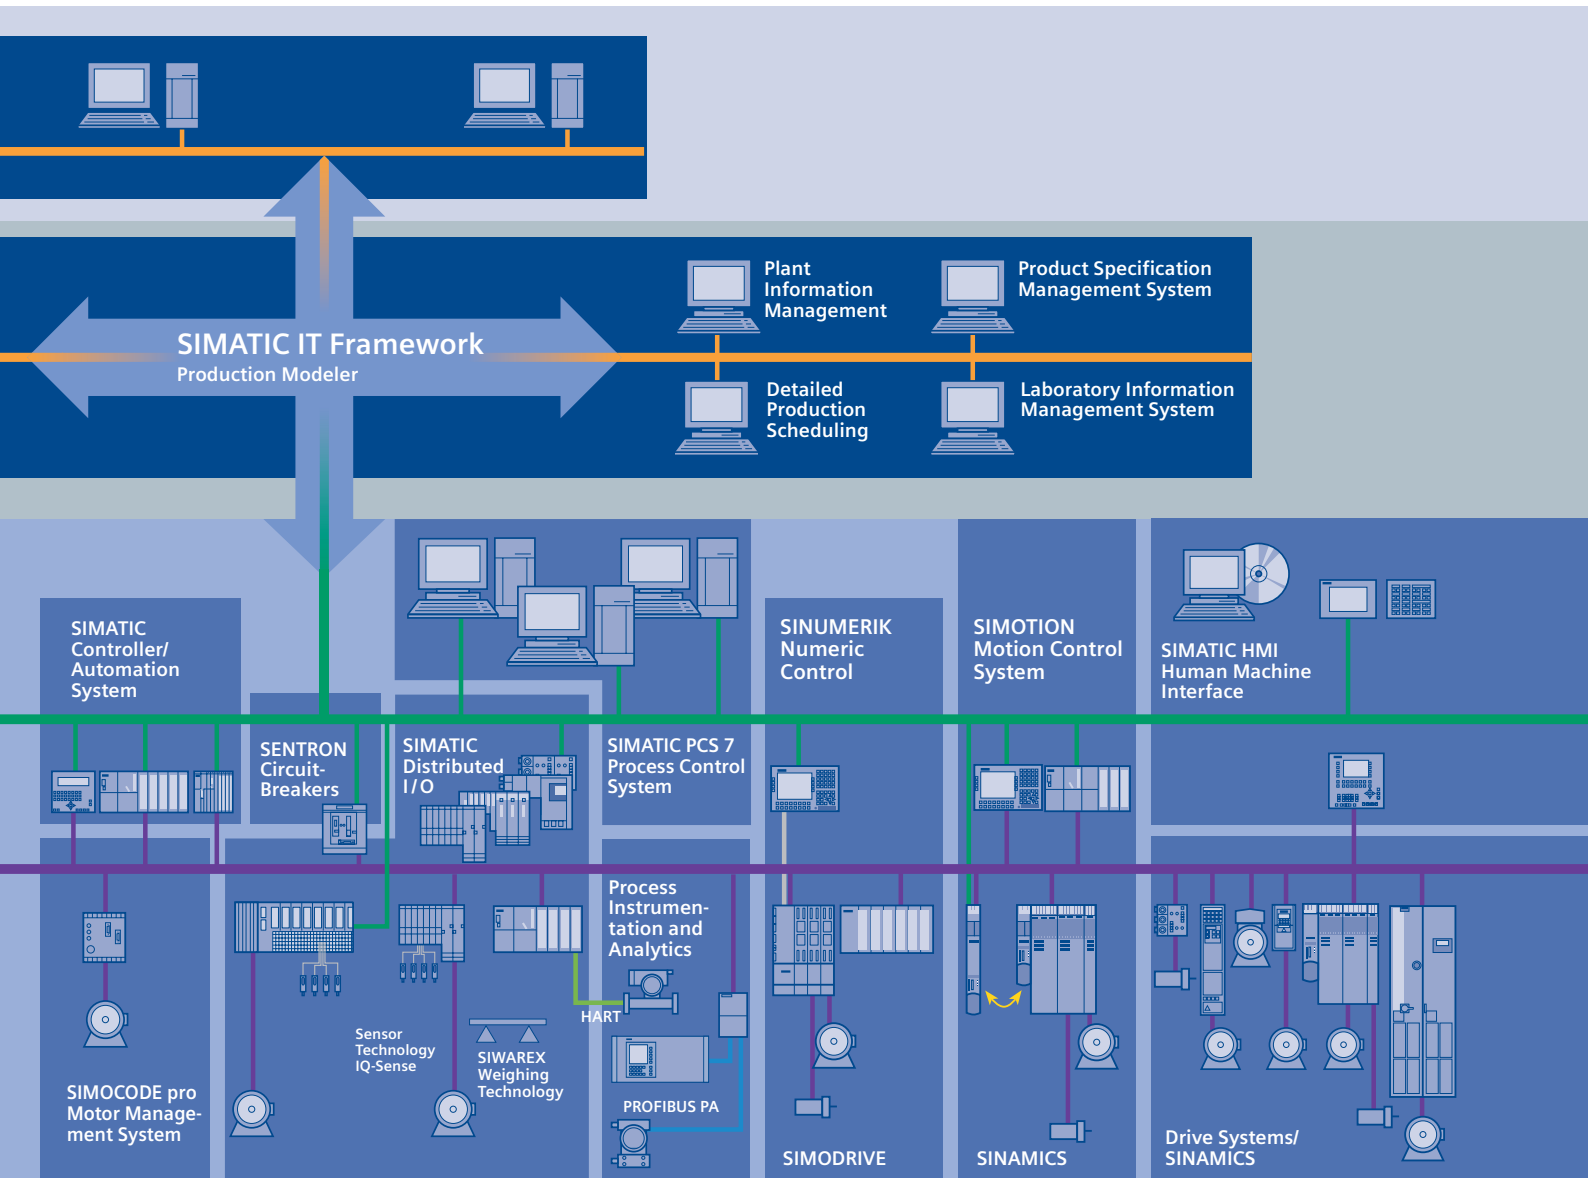 Plant
Information
Management
Product Specification
Management System
SIMATIC IT Framework
Production Modeler
Detailed
Production
Scheduling
Laboratory Information
Management System
SIMATIC
Controller/
Automation
System
SINUMERIK
Numeric
Control
SIMOTION
Motion Control
System
SIMATIC HMI
Human Machine
Interface
SENTRON
Circuit-
Breakers
SIMATIC
Distributed
I/O
SIMATIC PCS 7
Process Control
System
Process
Instrumen-
tation and
Analytics
HART
Sensor
Technology
IQ-Sense
SIWAREX
Weighing
Technology
SIMOCODE pro
Motor Manage-
ment System
PROFIBUS PA
SIMODRIVE
SINAMICS
Drive Systems/
SINAMICS